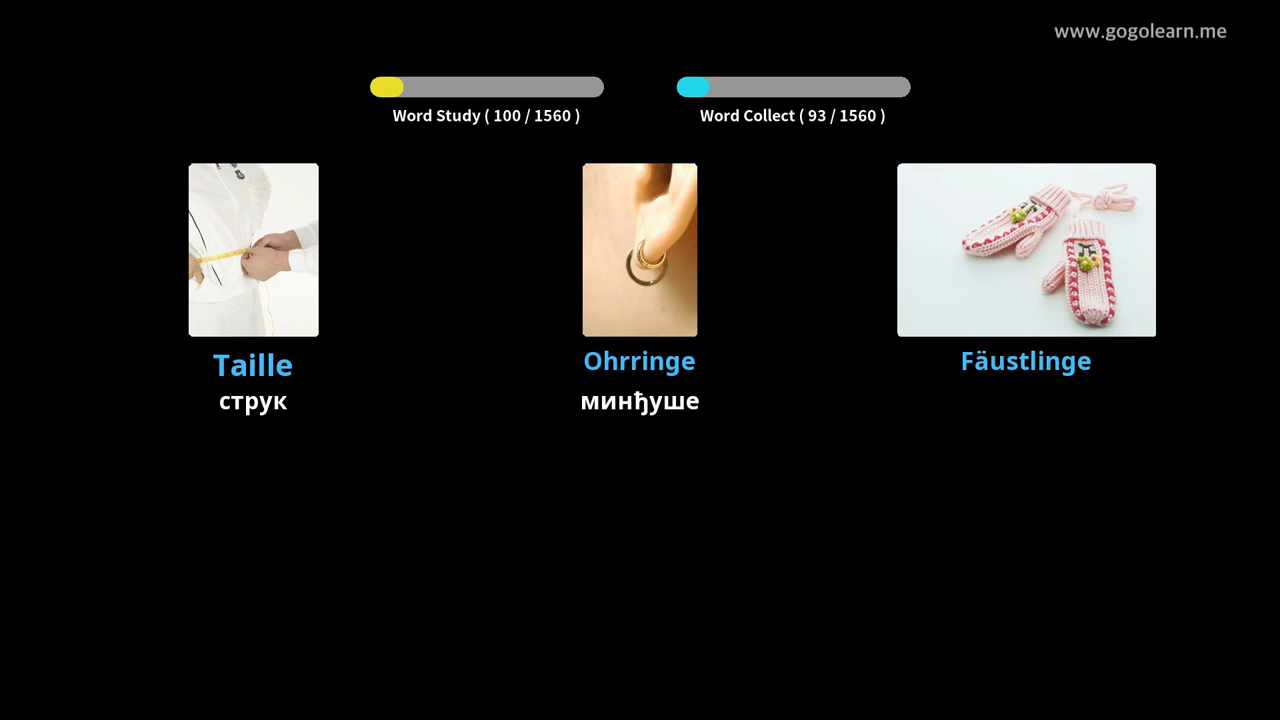 www.gogolearn.me
Word Study ( 100 / 1560 )
Word Collect ( 93 / 1560 )
Taille
струк
Ohrringe
минђуше
Fäustlinge